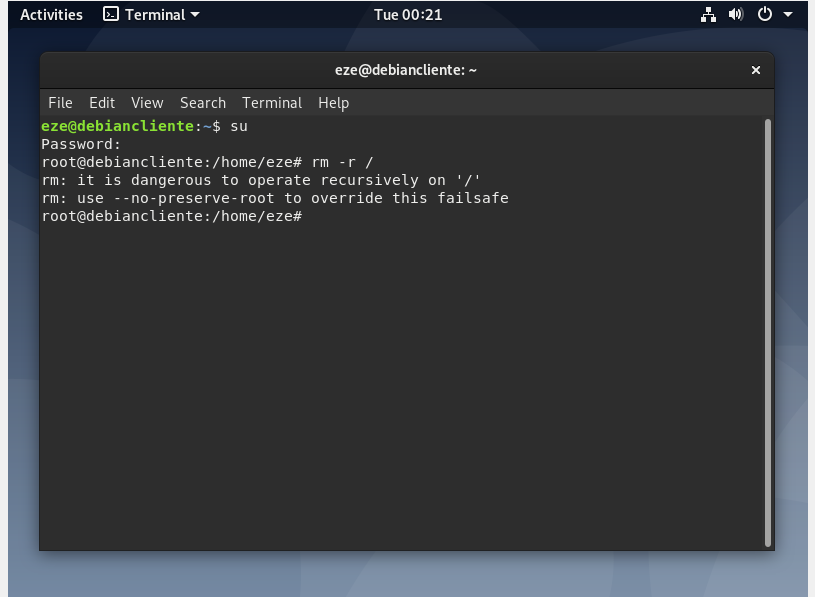 Activities Terminal Tue 00:21
eze@debiancliente: ~
File Edit View Search Terminal Help
eze@debiancliente:~$ su
Password:
root@debiancliente:/home/eze# rm -r /
rm: it is dangerous to operate recursively on '/'
rm: use --no-preserve-root to override this failsafe
root@debiancliente:/home/eze#